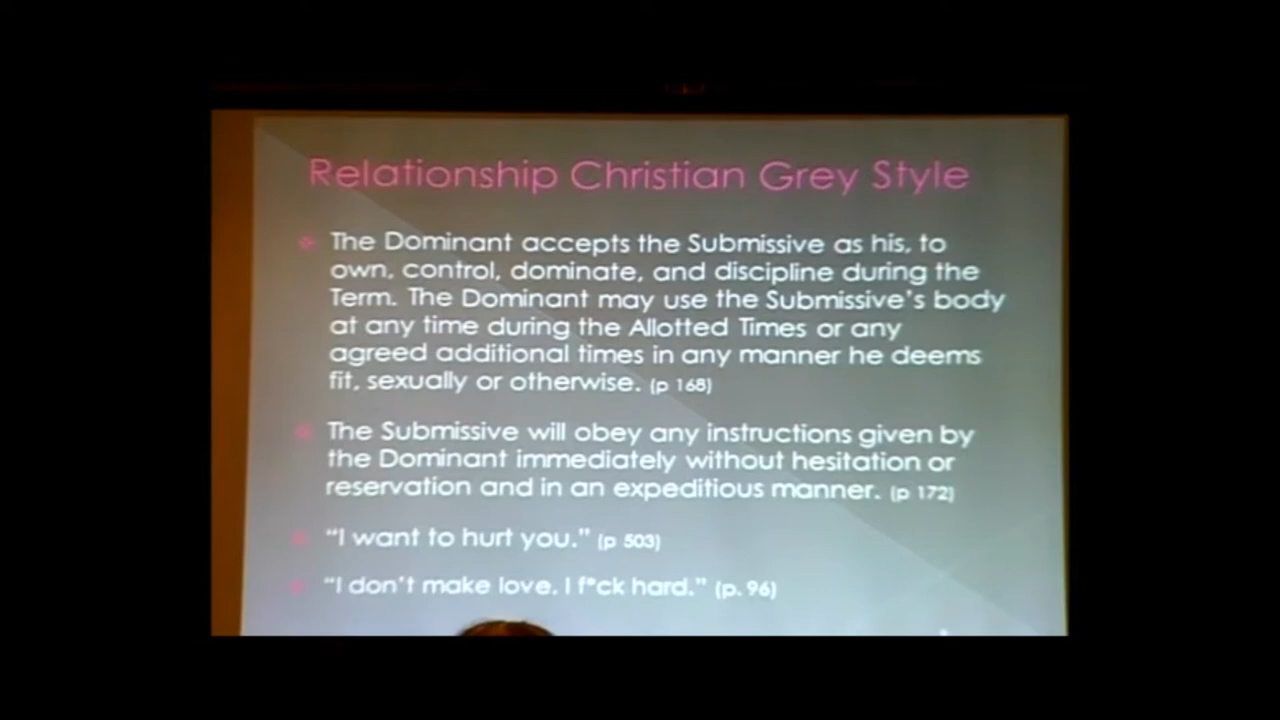 Relationship Christian Grey Style
The Dominant accepts the Submissive as his, to
own, control, dominate, and discipline during the
Term. The Dominant may use the Submissive's body
at any time during the Allotted Times or any
agreed additional times in any manner he deems
fit, sexually or otherwise. (p 168)
The Submissive will obey any instructions given by
the Dominant immediately without hesitation or
reservation and in an expeditious manner. (p 172)
"I want to hurt you." (p 503)
"I don't make love. I f*ck hard." (p. 96)